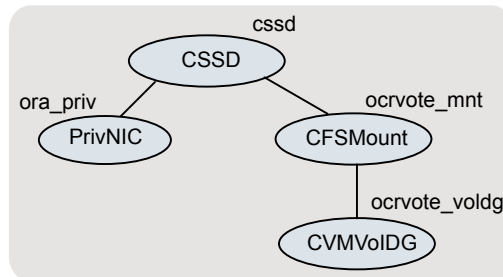 cssd
CSSD
ora_priv
ocrvote_mnt
PrivNIC
CFSMount
ocrvote_voldg
CVMVolDG